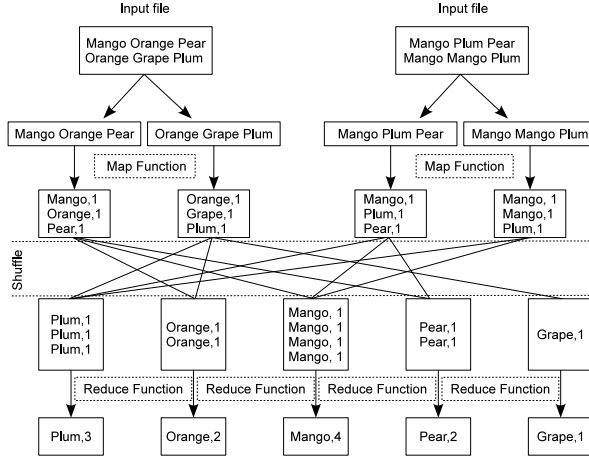 Input file
Input file
Mango Orange Pear
Orange Grape Plum
Mango Plum Pear
Mango Mango Plum
Mango Orange Pear
Orange Grape Plum
Mango Plum Pear
Mango Mango Plum
Map Function
Map Function
Mango,1
Orange,1
Pear,1
Orange,1
Grape,1
Plum,1
Mango,1
Plum,1
Pear,1
Mango, 1
Mango,1
Plum,1
Shuffle
Plum,1
Plum,1
Plum,1
Orange,1
Orange,1
Mango, 1
Mango, 1
Mango, 1
Mango, 1
Pear,1
Pear,1
Grape,1
Reduce Function
Reduce Function
Reduce Function
Reduce Function
Plum,3
Orange,2
Mango,4
Pear,2
Grape,1